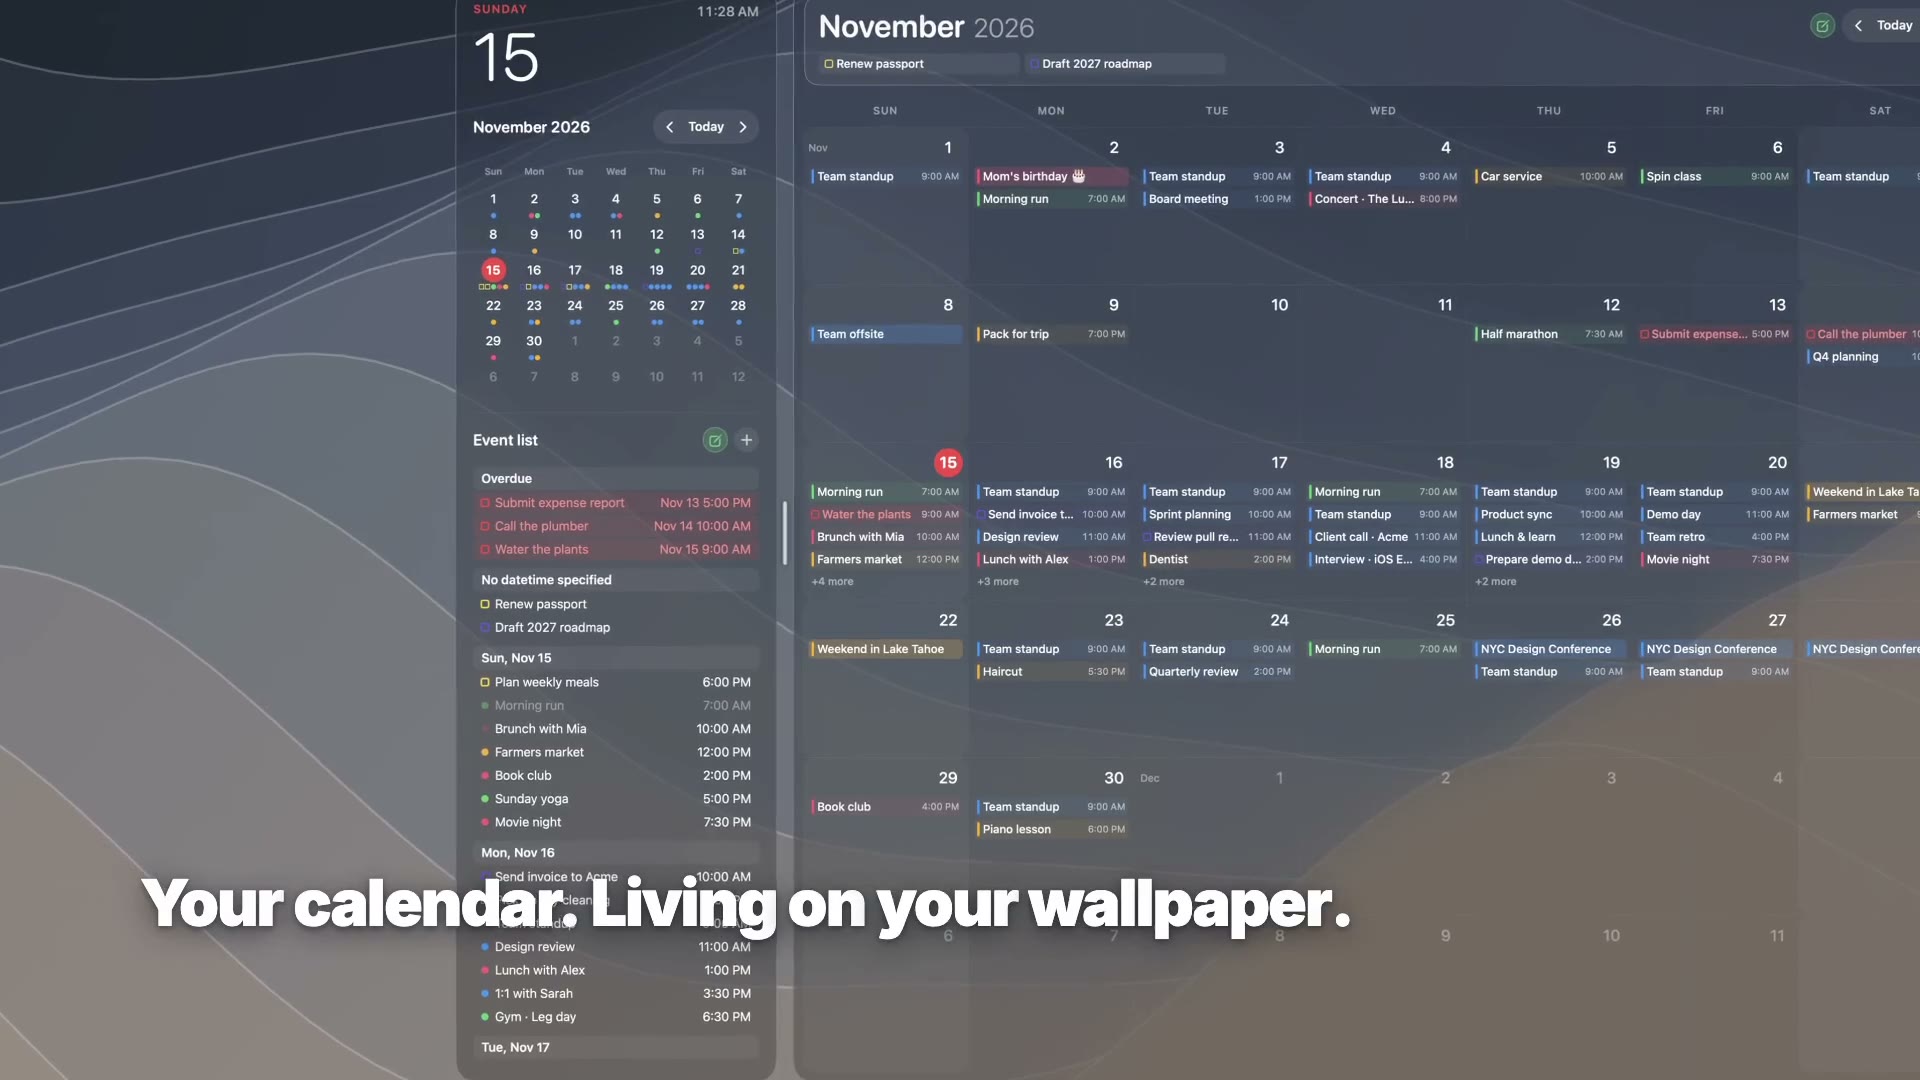 SUNDAY 11:28 AM
15
November 2026 Today
Sun Mon Tue Wed Thu Fri Sat
1 2 3 4 5 6 7
8 9 10 11 12 13 14
15 16 17 18 19 20 21
22 23 24 25 26 27 28
29 30 1 2 3 4 5
6 7 8 9 10 11 12
Event list
Overdue
Submit expense report Nov 13 5:00 PM
Call the plumber Nov 14 10:00 AM
Water the plants Nov 15 9:00 AM
No datetime specified
Renew passport
Draft 2027 roadmap
Sun, Nov 15
Plan weekly meals 6:00 PM
Morning run 7:00 AM
Brunch with Mia 10:00 AM
Farmers market 12:00 PM
Book club 2:00 PM
Sunday yoga 5:00 PM
Movie night 7:30 PM
Mon, Nov 16
Send invoice to Acme 10:00 AM
Design review 11:00 AM
Lunch with Alex 1:00 PM
1:1 with Sarah 3:30 PM
Gym · Leg day 6:30 PM
Tue, Nov 17
November 2026 Today
Renew passport Draft 2027 roadmap
SUN MON TUE WED THU FRI SAT
Nov 1 2 3 4 5 6
Team standup 9:00 AM Mom's birthday 🎂 Team standup 9:00 AM Team standup 9:00 AM Car service 10:00 AM Spin class 9:00 AM Team standup
Morning run 7:00 AM Board meeting 1:00 PM Concert · The Lu... 8:00 PM
8 9 10 11 12 13
Team offsite Pack for trip 7:00 PM Half marathon 7:30 AM Submit expense... 5:00 PM Call the plumber
Q4 planning
15 16 17 18 19 20
Morning run 7:00 AM Team standup 9:00 AM Team standup 9:00 AM Morning run 7:00 AM Team standup 9:00 AM Team standup 9:00 AM Weekend in Lake Ta
Water the plants 9:00 AM Send invoice t... 10:00 AM Sprint planning 10:00 AM Team standup 9:00 AM Product sync 10:00 AM Demo day 11:00 AM Farmers market
Brunch with Mia 10:00 AM Design review 11:00 AM Review pull re... 11:00 AM Client call · Acme 11:00 AM Lunch & learn 12:00 PM Team retro 4:00 PM
Farmers market 12:00 PM Lunch with Alex 1:00 PM Dentist 2:00 PM Interview · iOS E... 4:00 PM Prepare demo d... 2:00 PM Movie night 7:30 PM
+4 more +3 more +2 more +2 more
22 23 24 25 26 27
Weekend in Lake Tahoe Team standup 9:00 AM Team standup 9:00 AM Morning run 7:00 AM NYC Design Conference NYC Design Conference NYC Design Confere
Haircut 5:30 PM Quarterly review 2:00 PM Team standup 9:00 AM Team standup 9:00 AM
29 30 Dec 1 2 3 4
Book club 4:00 PM Team standup 9:00 AM
Piano lesson 6:00 PM
6 7 8 9 10 11
Your calendar. Living on your wallpaper.